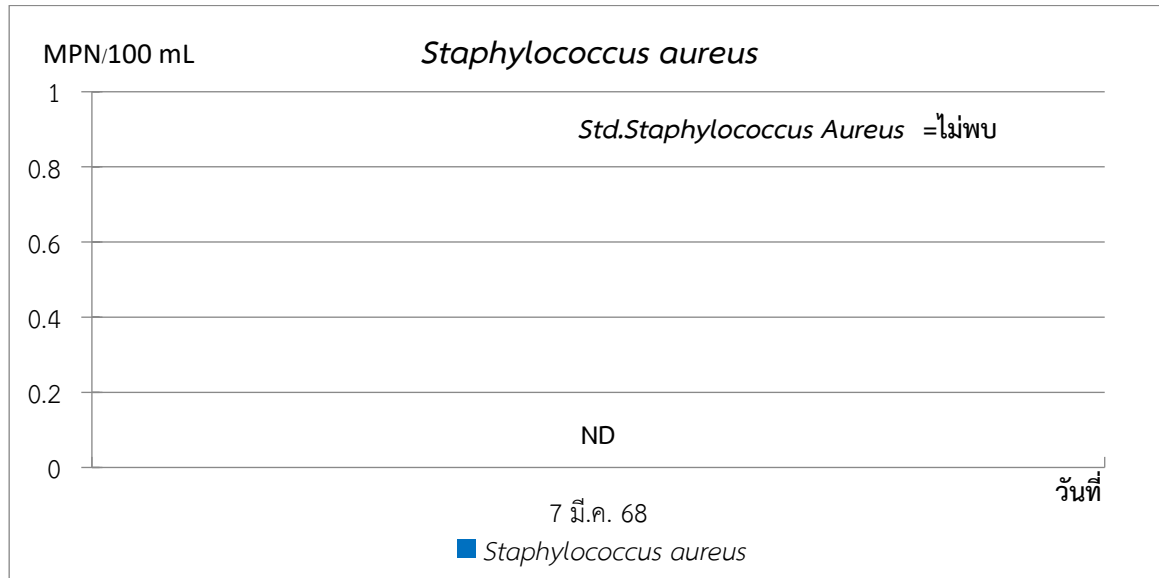 MPN/100 mL
Staphylococcus aureus
1
Std.Staphylococcus Aureus =ไม่พบ
0.8
0.6
0.4
0.2
ND
0
วันที่
7 มี.ค. 68
Staphylococcus aureus